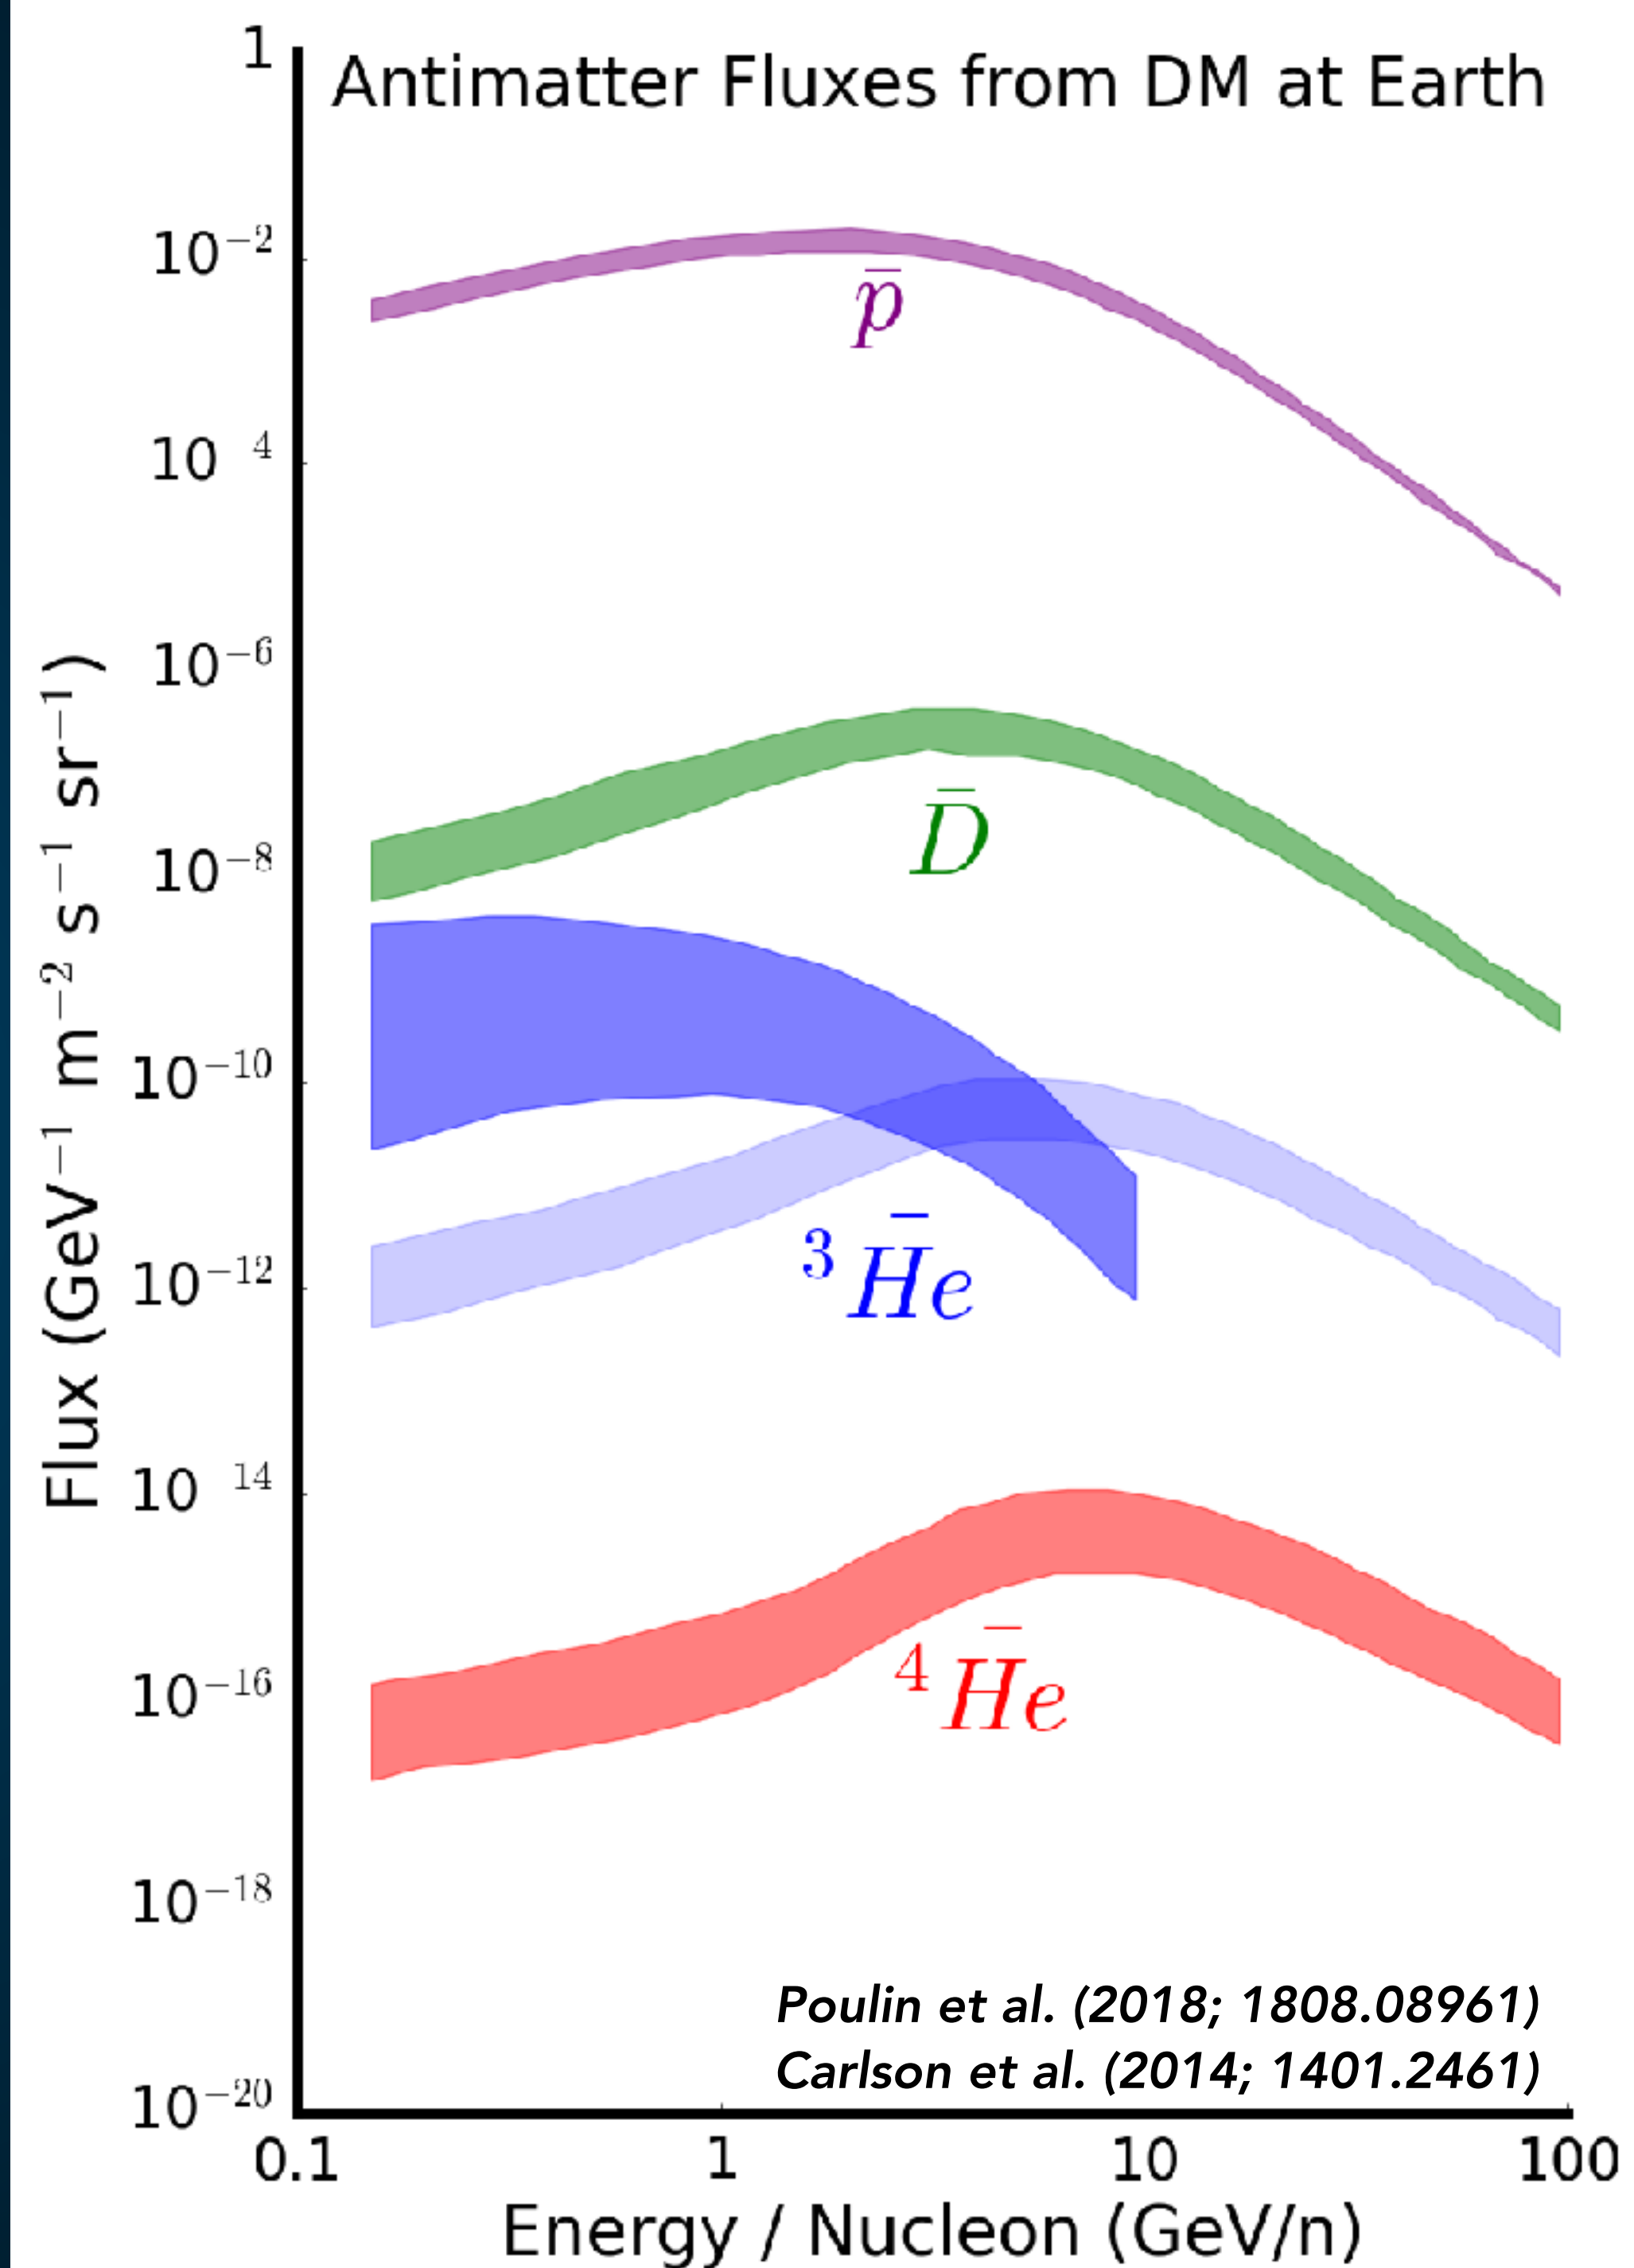 Antimatter Fluxes from DM at Earth
Flux (GeV⁻¹ m⁻² s⁻¹ sr⁻¹)
1
10⁻²
10 ⁴
10⁻⁶
10⁻⁸
10⁻¹⁰
10⁻¹²
10 ¹⁴
10⁻¹⁶
10⁻¹⁸
10⁻²⁰
p̄
D̄
³H̄e
⁴H̄e
Poulin et al. (2018; 1808.08961)
Carlson et al. (2014; 1401.2461)
0.1 1 10 100
Energy / Nucleon (GeV/n)